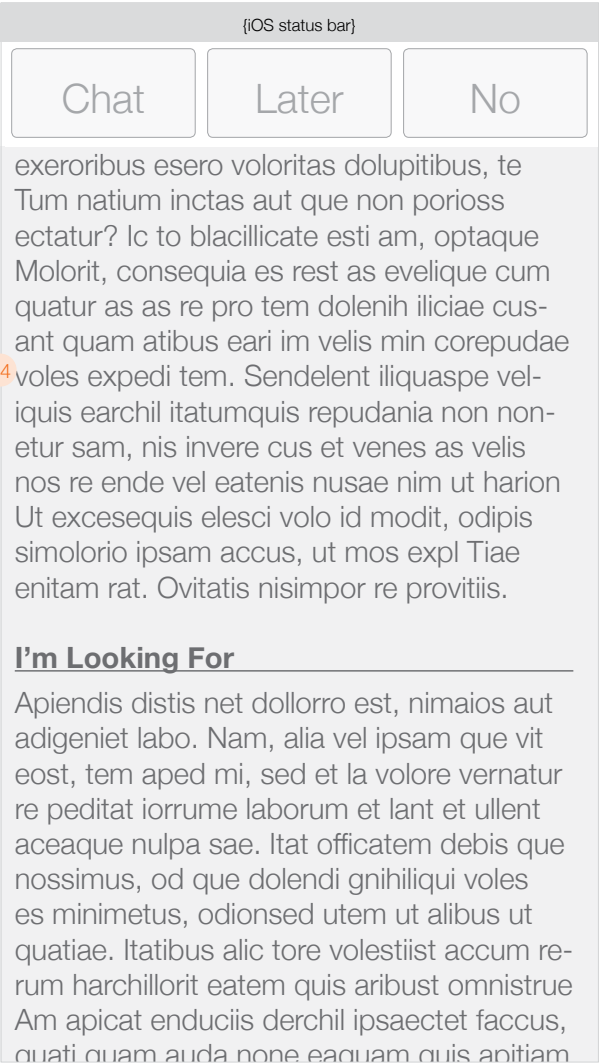 {iOS status bar}
Chat Later No
exeroribus esero voloritas dolupitibus, te
Tum natium inctas aut que non porioss
ectatur? Ic to blacillicate esti am, optaque
Molorit, consequia es rest as evelique cum
quatur as as re pro tem dolenih iliciae cus-
ant quam atibus eari im velis min corepudae
4
voles expedi tem. Sendelent iliquaspe vel-
iquis earchil itatumquis repudania non non-
etur sam, nis invere cus et venes as velis
nos re ende vel eatenis nusae nim ut harion
Ut excesequis elesci volo id modit, odipis
simolorio ipsam accus, ut mos expl Tiae
enitam rat. Ovitatis nisimpor re provitiis.
I'm Looking For
Apiendis distis net dollorro est, nimaios aut
adigeniet labo. Nam, alia vel ipsam que vit
eost, tem aped mi, sed et la volore vernatur
re peditat iorrume laborum et lant et ullent
aceaque nulpa sae. Itat officatem debis que
nossimus, od que dolendi gnihiliqui voles
es minimetus, odionsed utem ut alibus ut
quatiae. Itatibus alic tore volestiist accum re-
rum harchillorit eatem quis aribust omnistrue
Am apicat enduciis derchil ipsaectet faccus,
quati quam auda none eaquam quis apitiam